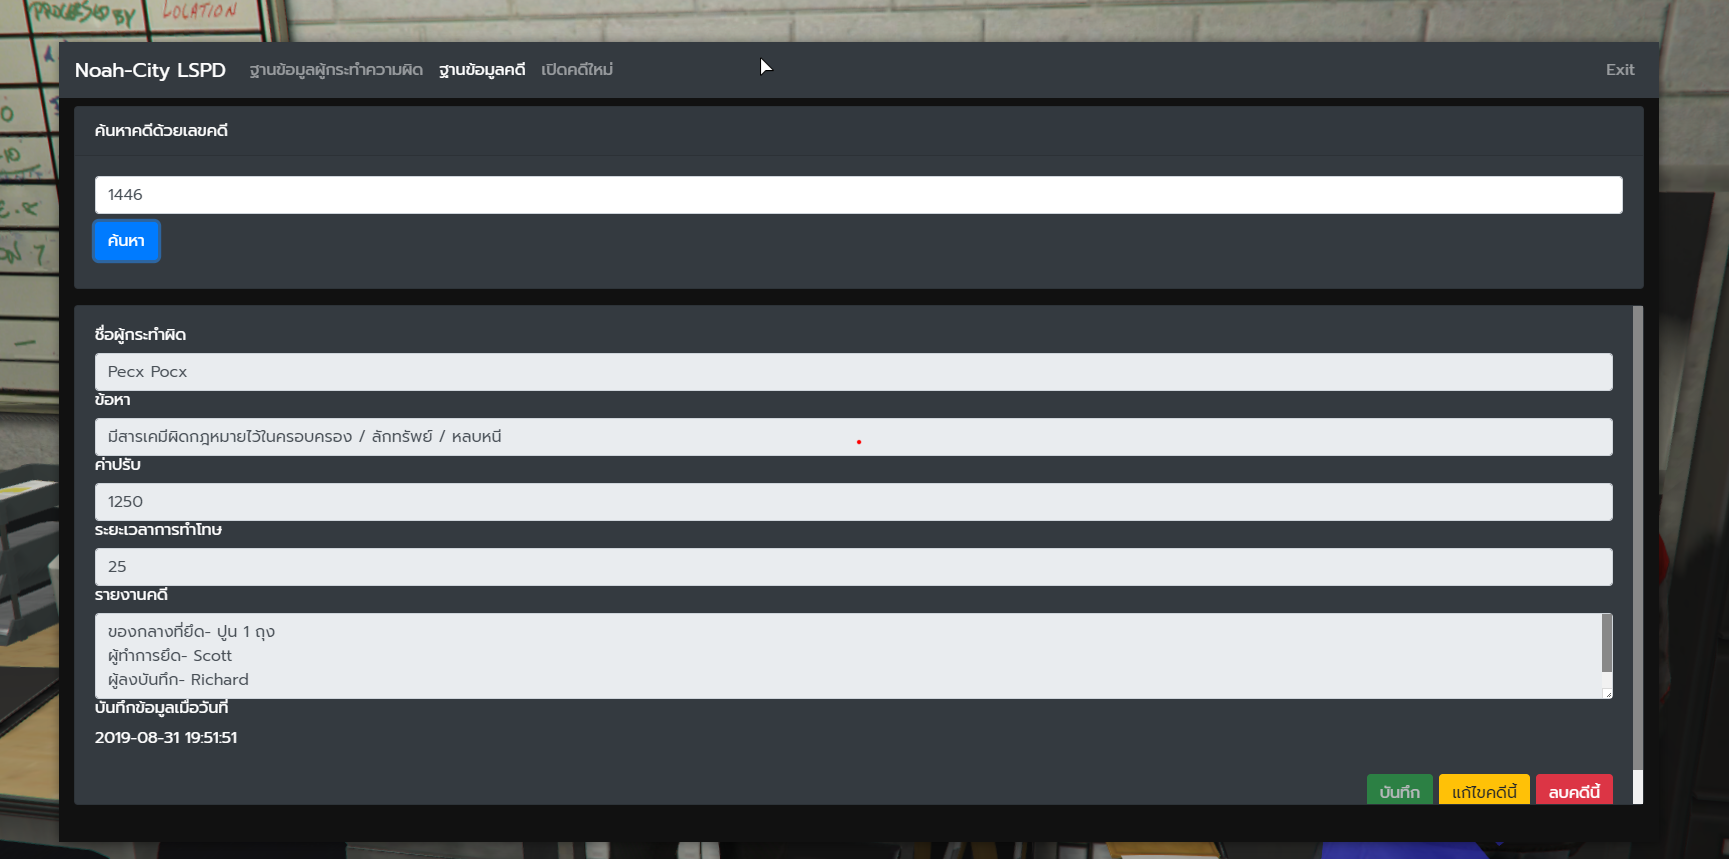 PROCESSED BY
LOCATION
Noah-City LSPD ฐานข้อมูลผู้กระทำความผิด ฐานข้อมูลคดี เปิดคดีใหม่ Exit
ค้นหาคดีด้วยเลขคดี
1446
ค้นหา
ชื่อผู้กระทำผิด
Pecx Pocx
ข้อหา
มีสารเคมีผิดกฎหมายไว้ในครอบครอง / ลักทรัพย์ / หลบหนี
ค่าปรับ
1250
ระยะเวลาการทำโทษ
25
รายงานคดี
ของกลางที่ยึด- ปูน 1 ถุง
ผู้ทำการยึด- Scott
ผู้ลงบันทึก- Richard
บันทึกข้อมูลเมื่อวันที่
2019-08-31 19:51:51
บันทึก แก้ไขคดีนี้ ลบคดีนี้